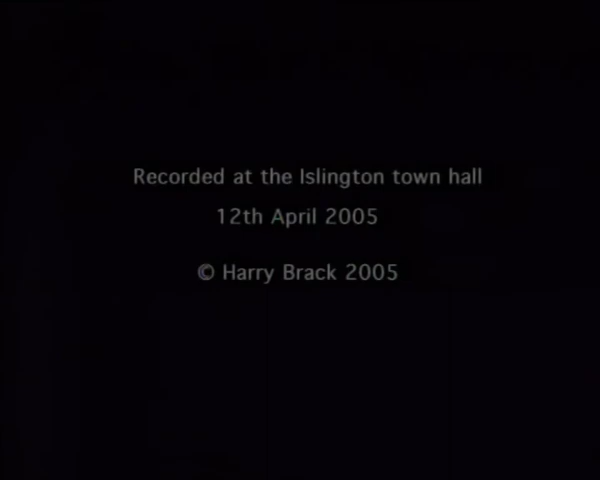 Recorded at the Islington town hall
12th April 2005
© Harry Brack 2005